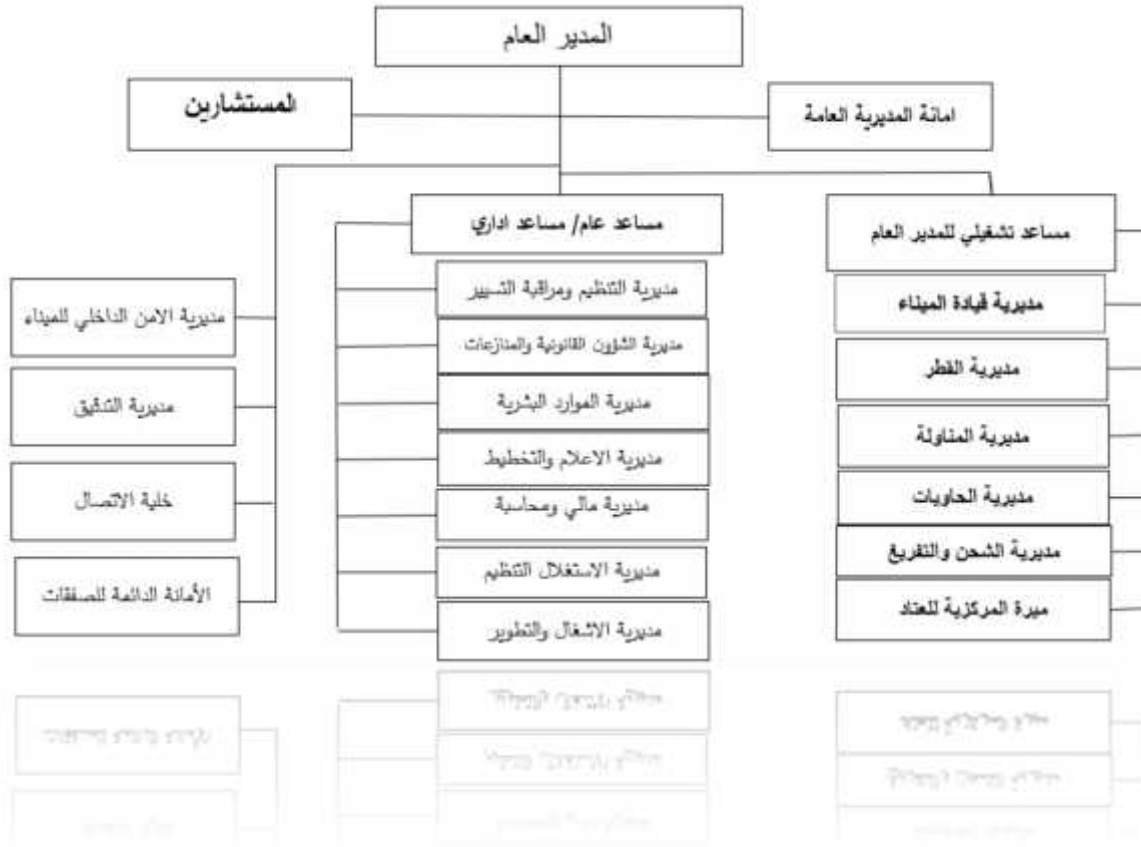 المدير العام
امانة المديرية العامة
المستشارين
مساعد تشغيلي للمدير العام
مديرية قيادة الميناء
مديرية القطر
مديرية المناولة
مديرية الحاويات
مديرية الشحن والتفريغ
ميرة المركزية للعتاد
مساعد عام/ مساعد اداري
مديرية التنظيم ومراقبة التسيير
مديرية الشؤون القانونية والمنازعات
مديرية الموارد البشرية
مديرية الاعلام والتخطيط
مديرية مالي ومحاسبة
مديرية الاستغلال التنظيم
مديرية الاشغال والتطوير
مديرية الامن الداخلي للميناء
مديرية التدقيق
خلية الاتصال
الأمانة الدائمة للصفقات